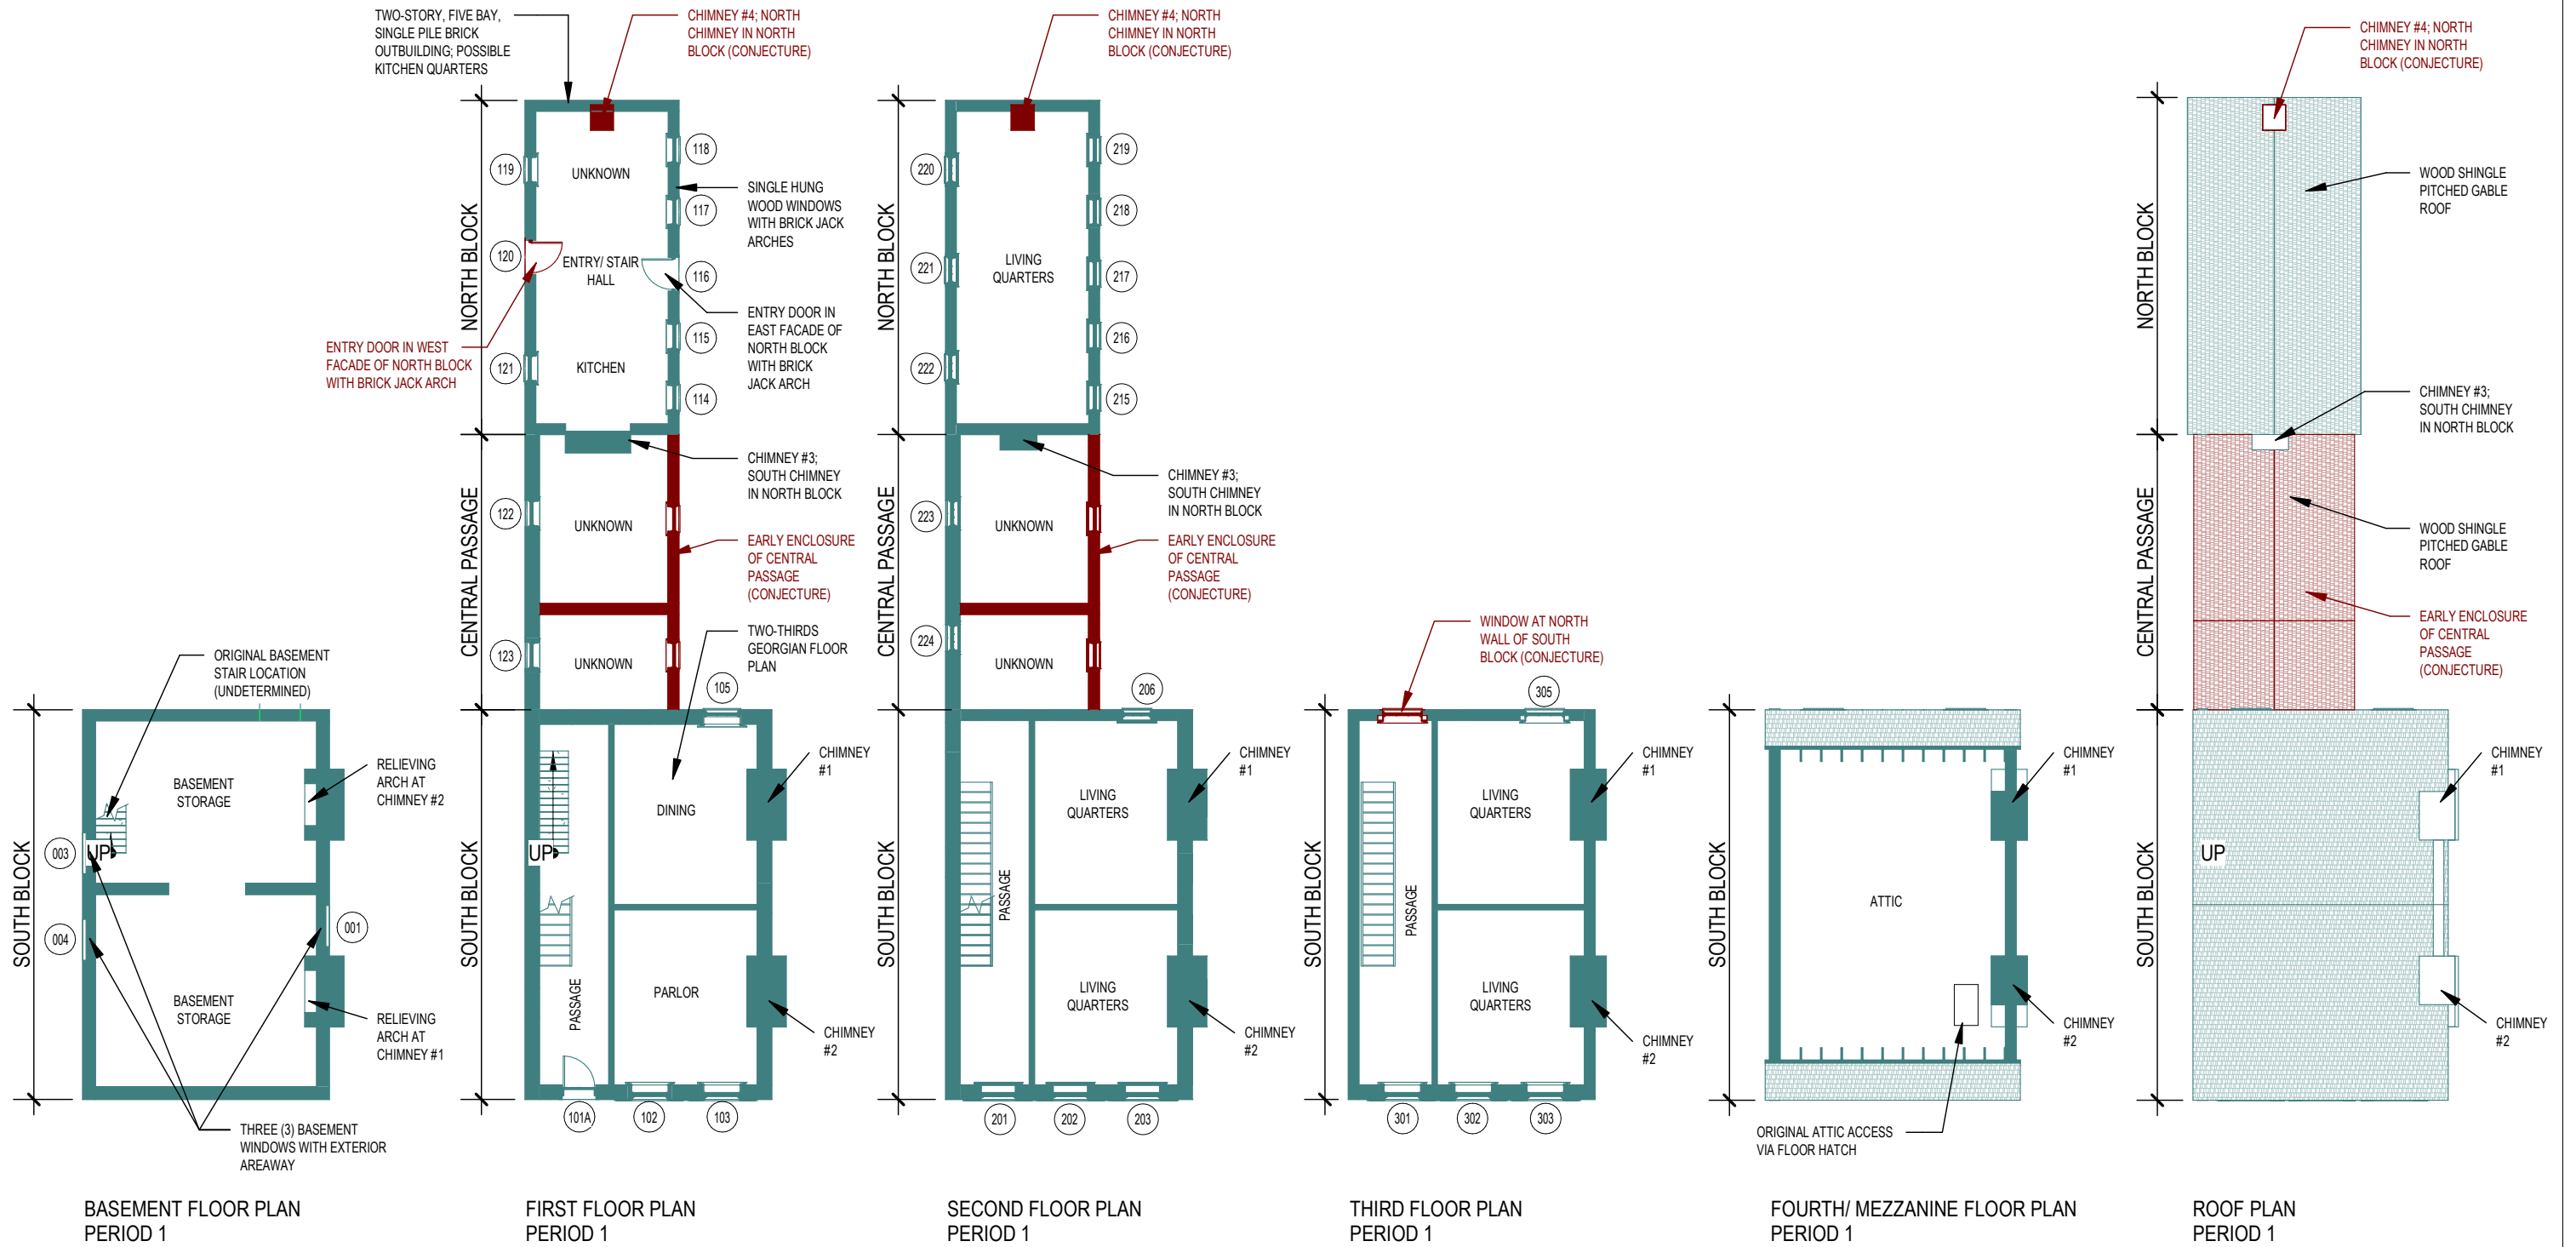 BASEMENT FLOOR PLAN
PERIOD 1
SOUTH BLOCK
ORIGINAL BASEMENT
STAIR LOCATION
(UNDETERMINED)
BASEMENT
STORAGE
RELIEVING
ARCH AT
CHIMNEY #2
UP
003
004
001
BASEMENT
STORAGE
RELIEVING
ARCH AT
CHIMNEY #1
THREE (3) BASEMENT
WINDOWS WITH EXTERIOR
AREAWAY
FIRST FLOOR PLAN
PERIOD 1
TWO-STORY, FIVE BAY,
SINGLE PILE BRICK
OUTBUILDING; POSSIBLE
KITCHEN QUARTERS
CHIMNEY #4; NORTH
CHIMNEY IN NORTH
BLOCK (CONJECTURE)
NORTH BLOCK
119
118
UNKNOWN
SINGLE HUNG
WOOD WINDOWS
WITH BRICK JACK
ARCHES
117
120
ENTRY/ STAIR
HALL
116
ENTRY DOOR IN
EAST FACADE OF
NORTH BLOCK
WITH BRICK
JACK ARCH
ENTRY DOOR IN WEST
FACADE OF NORTH BLOCK
WITH BRICK JACK ARCH
115
121
KITCHEN
114
CENTRAL PASSAGE
CHIMNEY #3;
SOUTH CHIMNEY
IN NORTH BLOCK
122
UNKNOWN
EARLY ENCLOSURE
OF CENTRAL
PASSAGE
(CONJECTURE)
TWO-THIRDS
GEORGIAN FLOOR
PLAN
123
UNKNOWN
105
SOUTH BLOCK
CHIMNEY
#1
DINING
UP
PASSAGE
PARLOR
CHIMNEY
#2
101A
102
103
SECOND FLOOR PLAN
PERIOD 1
CHIMNEY #4; NORTH
CHIMNEY IN NORTH
BLOCK (CONJECTURE)
NORTH BLOCK
220
219
218
221
LIVING
QUARTERS
217
216
222
215
CENTRAL PASSAGE
CHIMNEY #3;
SOUTH CHIMNEY
IN NORTH BLOCK
223
UNKNOWN
EARLY ENCLOSURE
OF CENTRAL
PASSAGE
(CONJECTURE)
224
UNKNOWN
206
SOUTH BLOCK
CHIMNEY
#1
LIVING
QUARTERS
PASSAGE
LIVING
QUARTERS
CHIMNEY
#2
201
202
203
THIRD FLOOR PLAN
PERIOD 1
WINDOW AT NORTH
WALL OF SOUTH
BLOCK (CONJECTURE)
305
SOUTH BLOCK
CHIMNEY
#1
LIVING
QUARTERS
PASSAGE
LIVING
QUARTERS
CHIMNEY
#2
301
302
303
FOURTH/ MEZZANINE FLOOR PLAN
PERIOD 1
SOUTH BLOCK
CHIMNEY
#1
ATTIC
CHIMNEY
#2
ORIGINAL ATTIC ACCESS
VIA FLOOR HATCH
ROOF PLAN
PERIOD 1
CHIMNEY #4; NORTH
CHIMNEY IN NORTH
BLOCK (CONJECTURE)
NORTH BLOCK
WOOD SHINGLE
PITCHED GABLE
ROOF
CHIMNEY #3;
SOUTH CHIMNEY
IN NORTH BLOCK
CENTRAL PASSAGE
WOOD SHINGLE
PITCHED GABLE
ROOF
EARLY ENCLOSURE
OF CENTRAL
PASSAGE
(CONJECTURE)
SOUTH BLOCK
CHIMNEY
#1
UP
CHIMNEY
#2